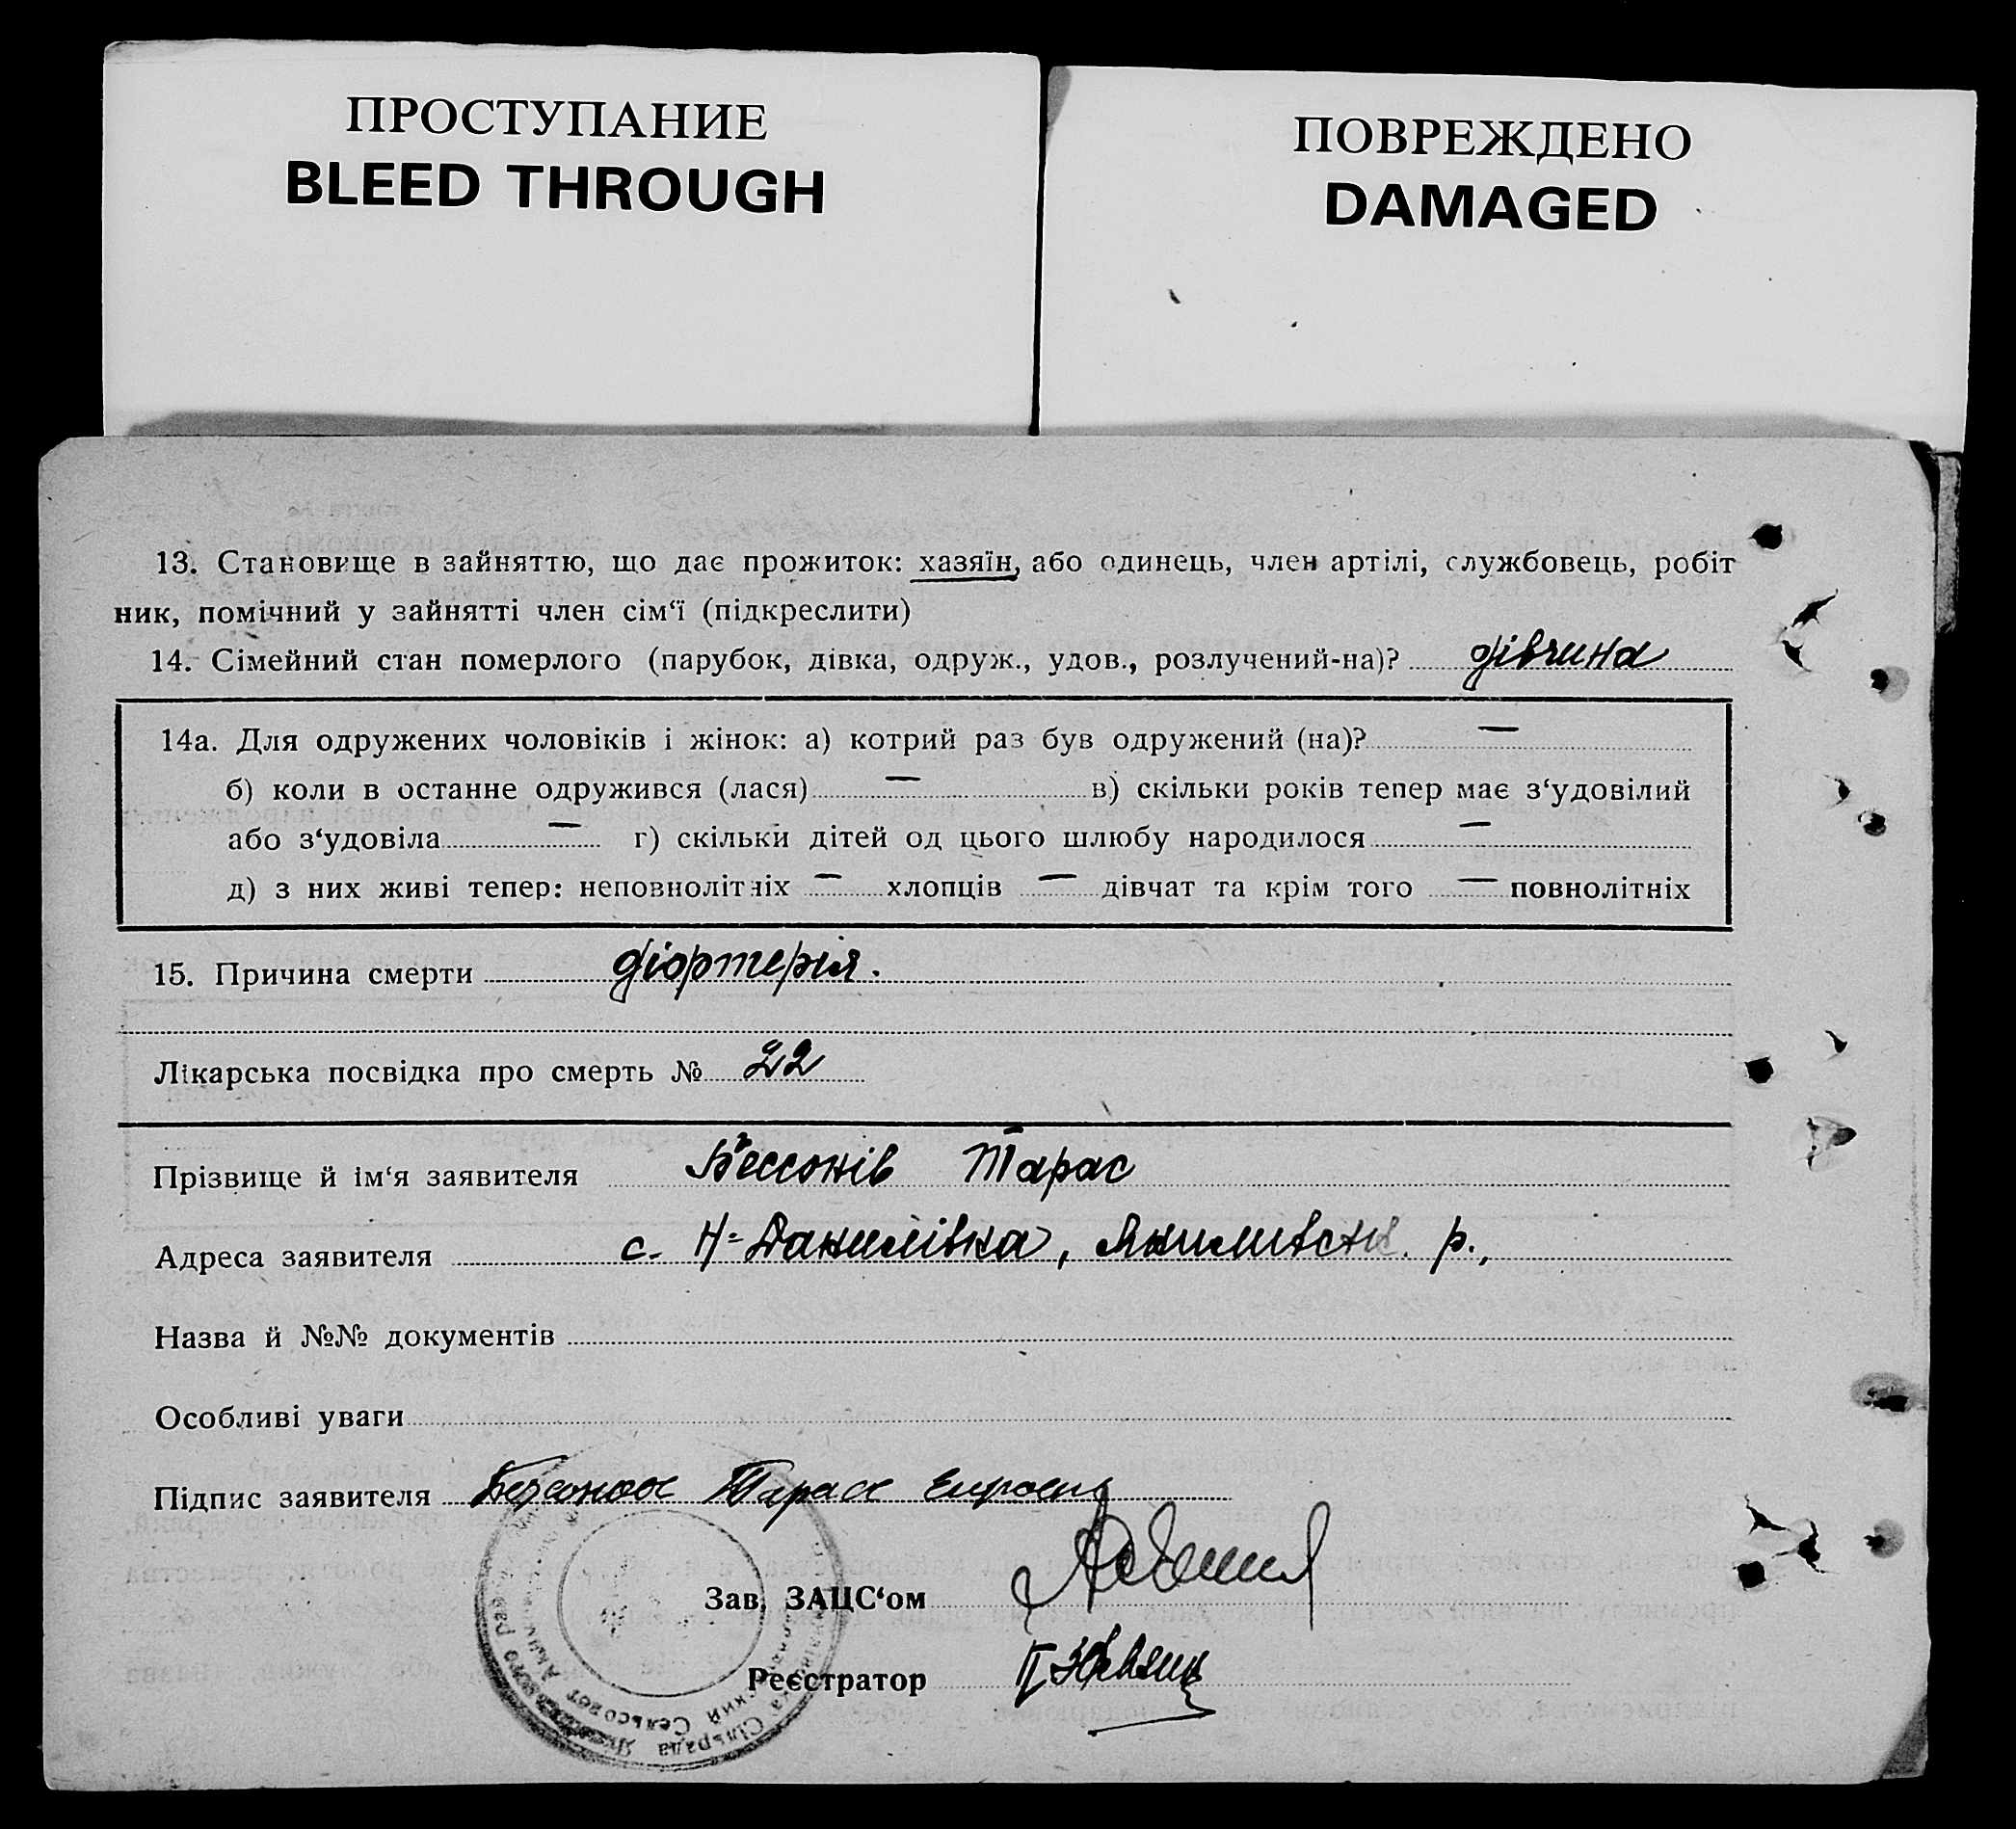 ПРОСТУПАНИЕ
BLEED THROUGH
ПОВРЕЖДЕНО
DAMAGED
13. Становище в зайняттю, що дає прожиток: хазяїн, або одинець, член артілі, службовець, робіт
ник, помічний у зайнятті член сім‘ї (підкреслити)
14. Сімейний стан померлого (парубок, дівка, одруж., удов., розлучений-на)? дівчина
14а. Для одружених чоловіків і жінок: а) котрий раз був одружений (на)? —
б) коли в останне одружився (лася) — в) скільки років тепер має з‘удовілий
або з‘удовіла — г) скільки дітей од цього шлюбу народилося —
д) з них живі тепер: неповнолітніх — хлопців — дівчат та крім того — повнолітніх
15. Причина смерти діфтерія.
Лікарська посвідка про смерть № 22
Прізвище й ім‘я заявителя Бессонів Тарас
Адреса заявителя с. Н-Данилівка, Якимивськ. р.,
Назва й №№ документів
Особливі уваги
Підпис заявителя Тарас
Зав. ЗАЦС‘ом
Реєстратор
Сільрада
Сельсовет